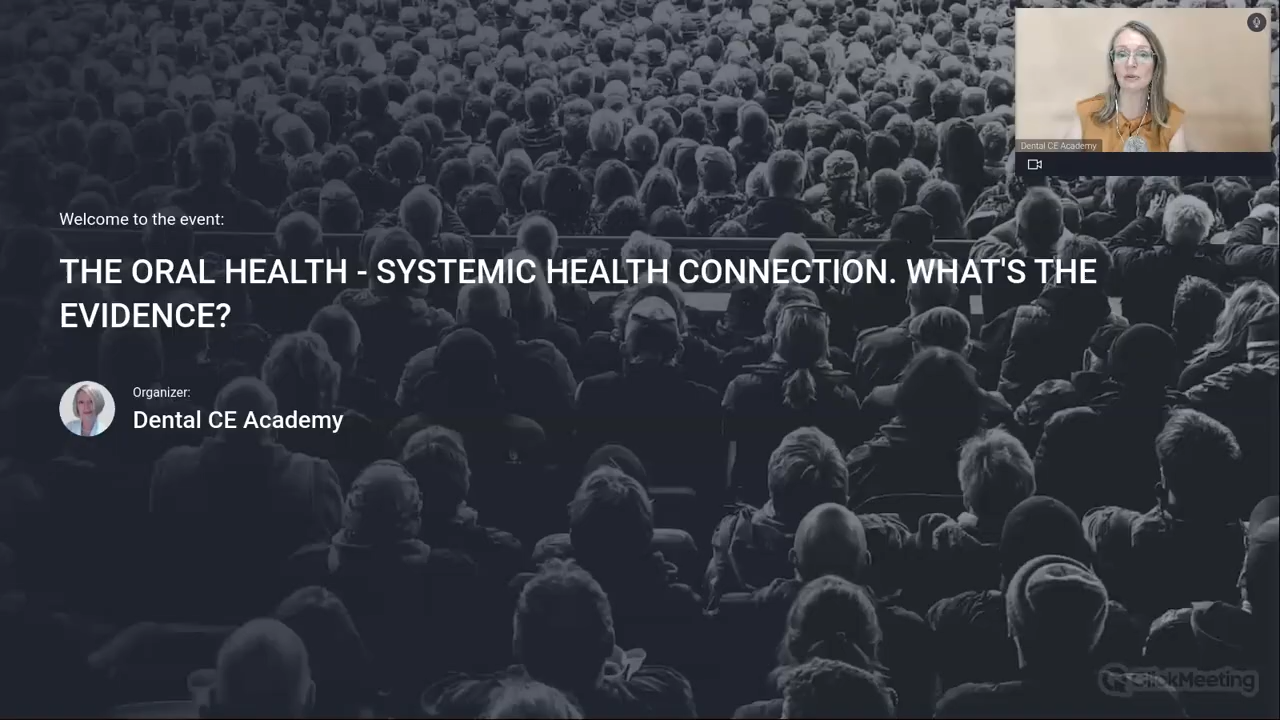 Dental CE Academy
Welcome to the event:
THE ORAL HEALTH - SYSTEMIC HEALTH CONNECTION. WHAT'S THE
EVIDENCE?
Organizer:
Dental CE Academy
ClickMeeting